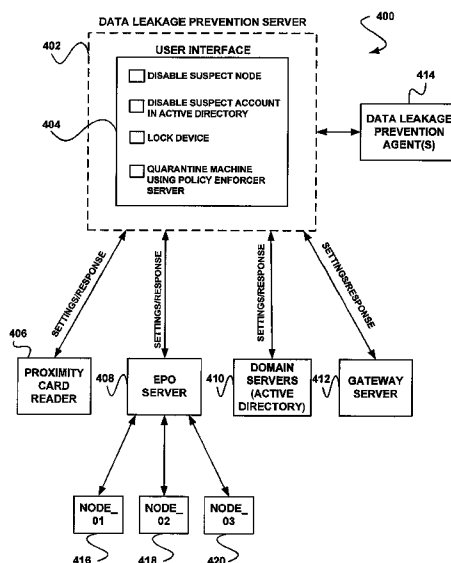 DATA LEAKAGE PREVENTION SERVER
400
402
USER INTERFACE
414
DISABLE SUSPECT NODE
DISABLE SUSPECT ACCOUNT
IN ACTIVE DIRECTORY
404
LOCK DEVICE
QUARANTINE MACHINE
USING POLICY ENFORCER
SERVER
DATA LEAKAGE
PREVENTION
AGENT(S)
SETTINGS/RESPONSE
SETTINGS/RESPONSE
SETTINGS/RESPONSE
SETTINGS/RESPONSE
406
PROXIMITY
CARD
READER
408
EPO
SERVER
410
DOMAIN
SERVERS
(ACTIVE
DIRECTORY)
412
GATEWAY
SERVER
NODE_
01
NODE_
02
NODE_
03
416
418
420